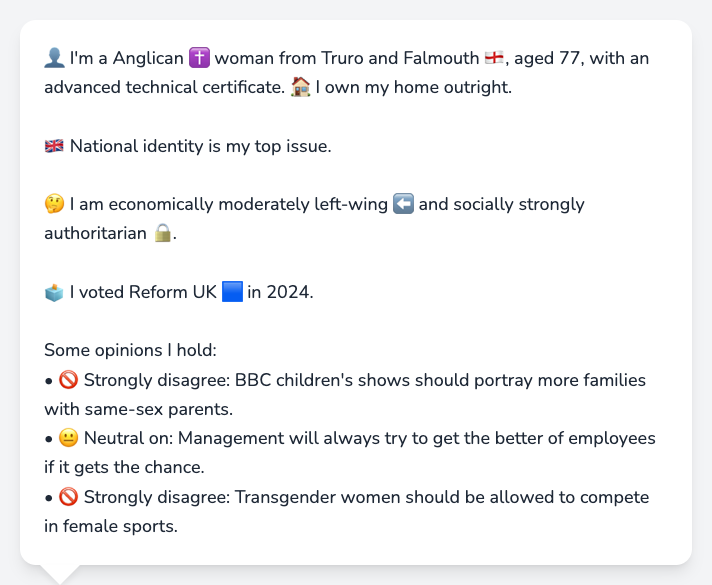 👤 I'm a Anglican ✝️ woman from Truro and Falmouth 🏴󠁧󠁢󠁥󠁮󠁧󠁿, aged 77, with an
advanced technical certificate. 🏠 I own my home outright.
🇬🇧 National identity is my top issue.
🤔 I am economically moderately left-wing ⬅️ and socially strongly
authoritarian 🔒.
🗳️ I voted Reform UK 🟦 in 2024.
Some opinions I hold:
• 🚫 Strongly disagree: BBC children's shows should portray more families
with same-sex parents.
• 😐 Neutral on: Management will always try to get the better of employees
if it gets the chance.
• 🚫 Strongly disagree: Transgender women should be allowed to compete
in female sports.